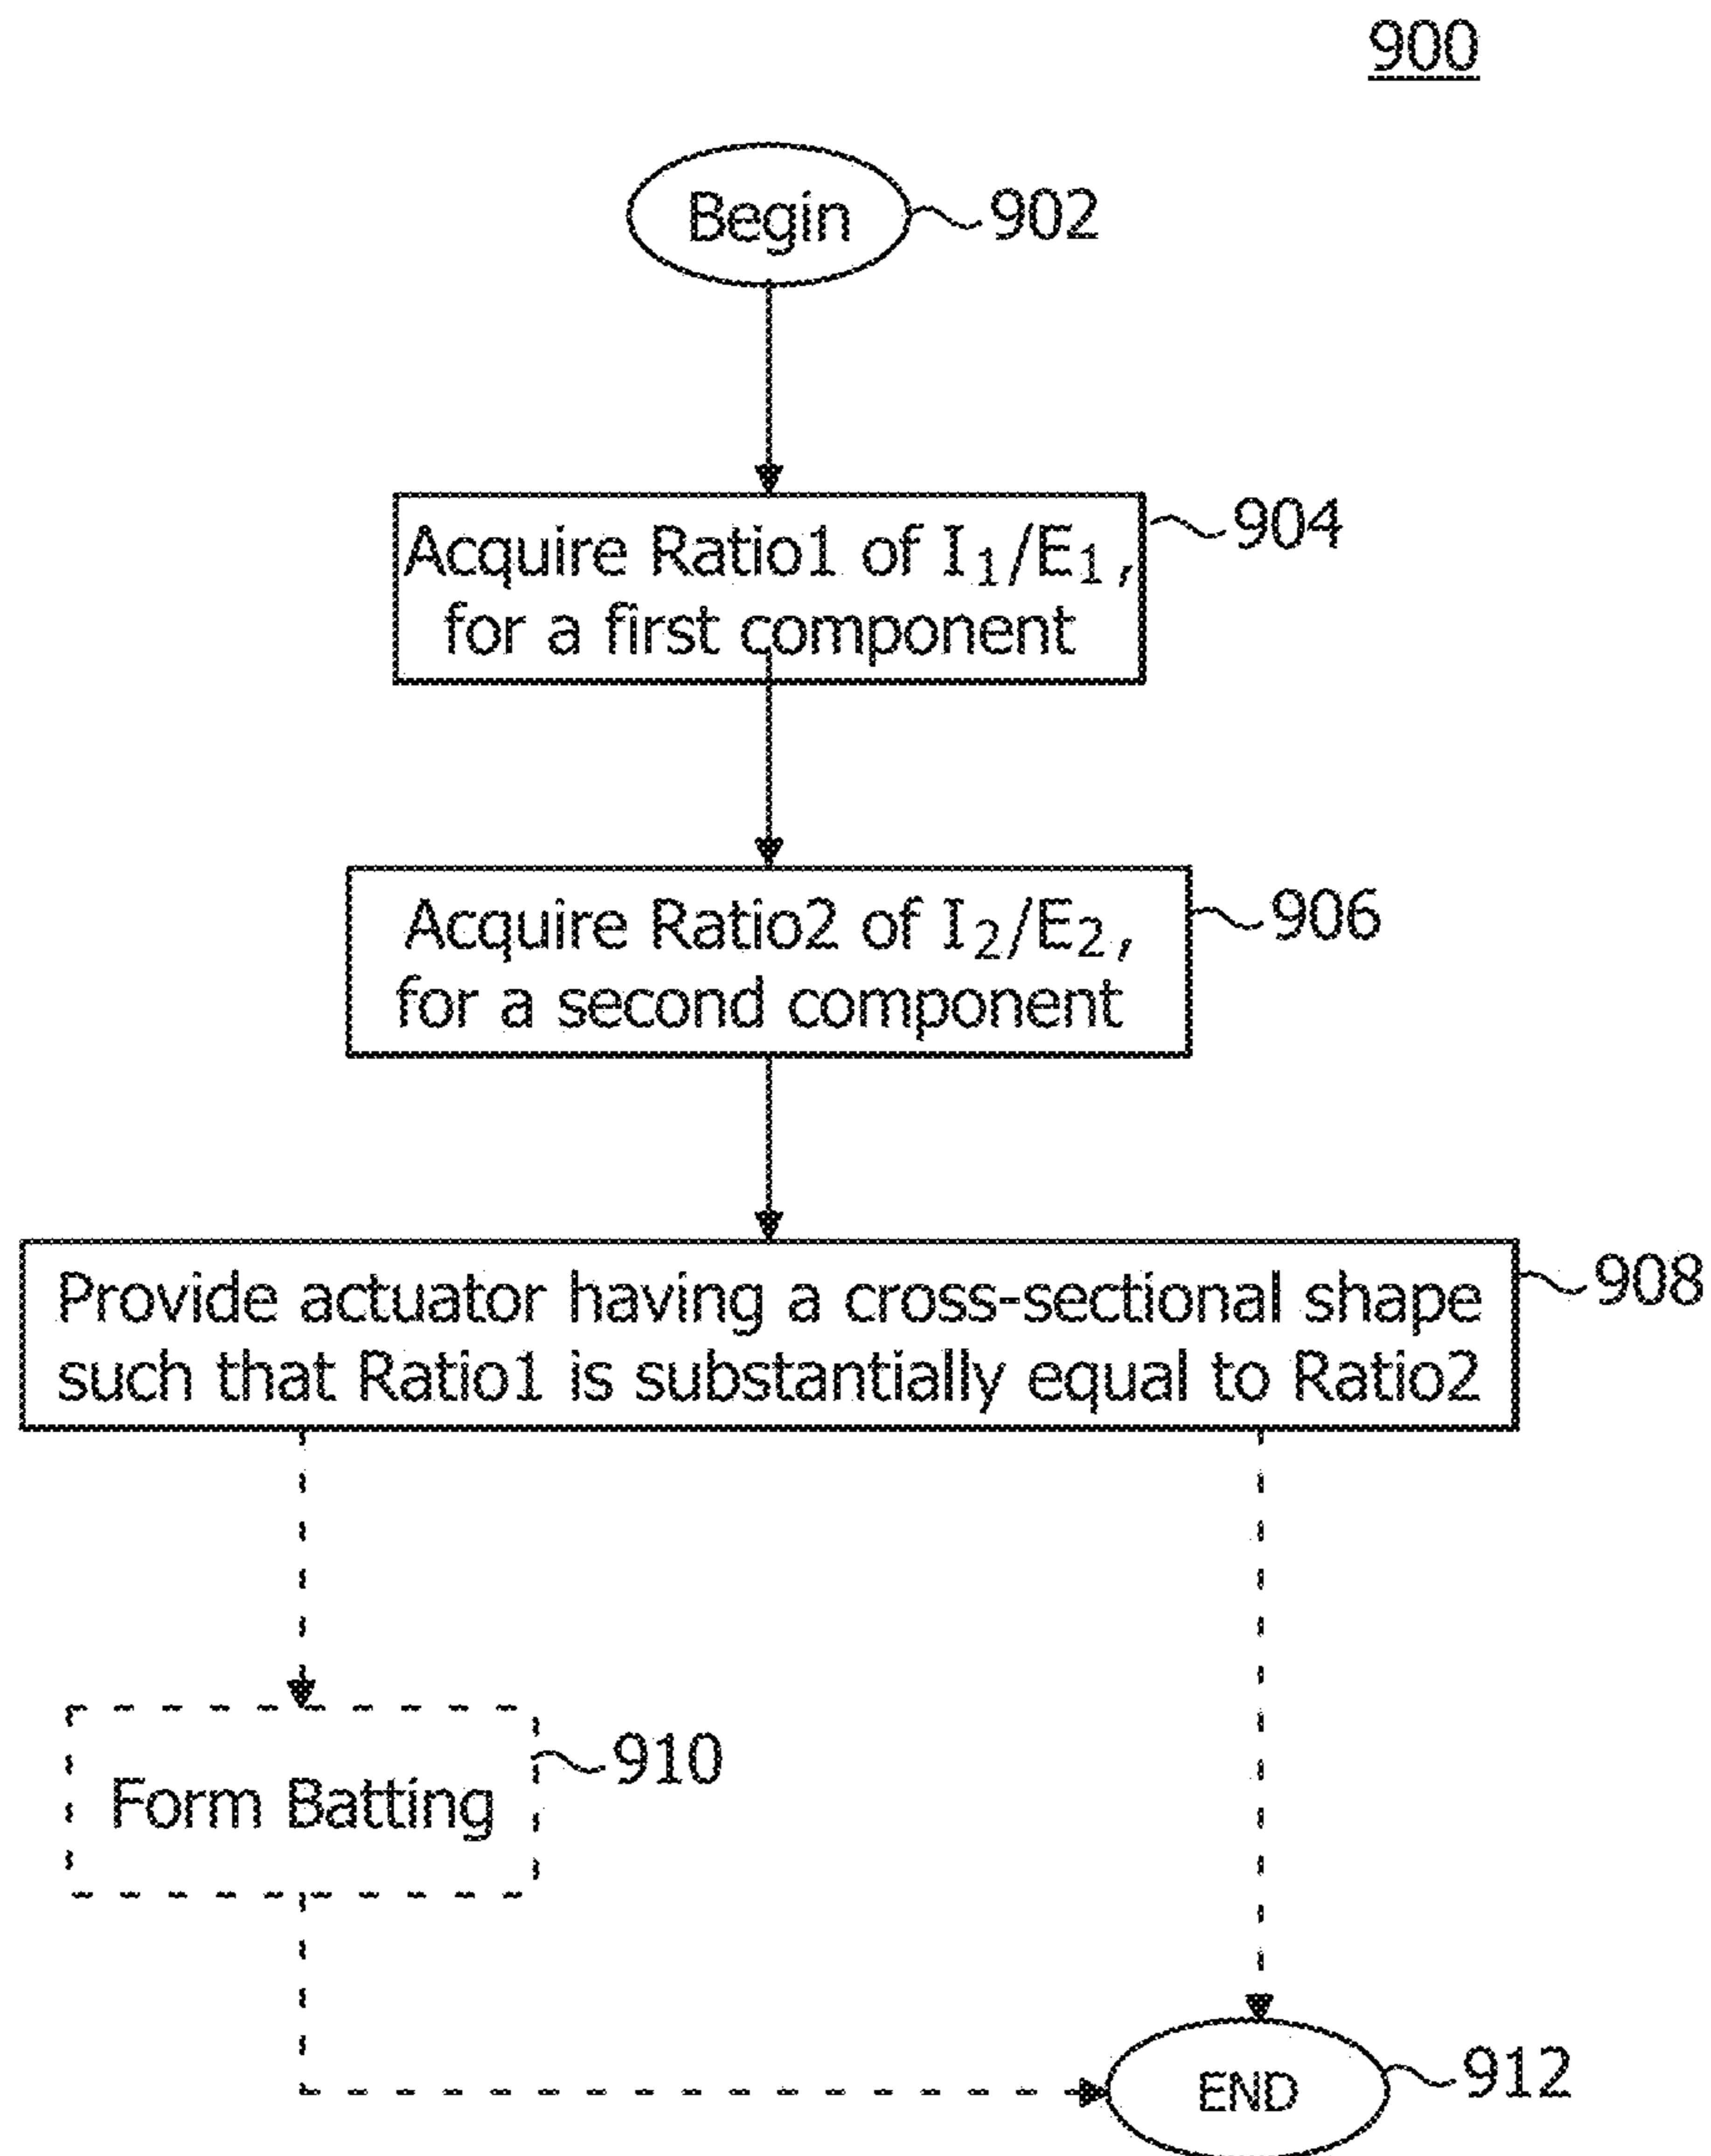 900
Begin
902
Acquire Ratio1 of I₁/E₁,
for a first component
904
Acquire Ratio2 of I₂/E₂,
for a second component
906
Provide actuator having a cross-sectional shape
such that Ratio1 is substantially equal to Ratio2
908
Form Batting
910
END
912